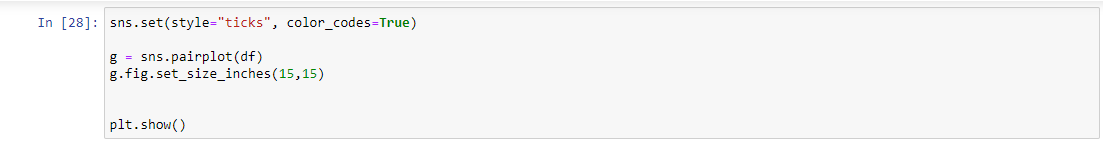 In [28]: sns.set(style="ticks", color_codes=True)
g = sns.pairplot(df)
g.fig.set_size_inches(15,15)
plt.show()